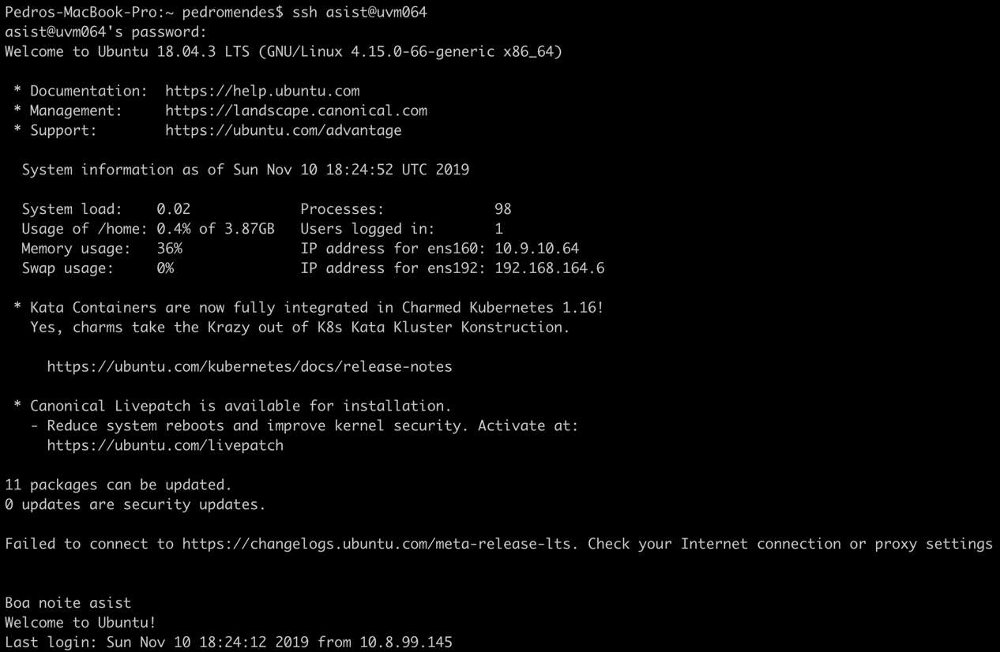 Pedros-MacBook-Pro:~ pedromendes$ ssh asist@uvm064
asist@uvm064's password:
Welcome to Ubuntu 18.04.3 LTS (GNU/Linux 4.15.0-66-generic x86_64)

 * Documentation:  https://help.ubuntu.com
 * Management:     https://landscape.canonical.com
 * Support:        https://ubuntu.com/advantage

  System information as of Sun Nov 10 18:24:52 UTC 2019

  System load:    0.02             Processes:             98
  Usage of /home: 0.4% of 3.87GB   Users logged in:       1
  Memory usage:   36%              IP address for ens160: 10.9.10.64
  Swap usage:     0%               IP address for ens192: 192.168.164.6

 * Kata Containers are now fully integrated in Charmed Kubernetes 1.16!
   Yes, charms take the Krazy out of K8s Kata Kluster Konstruction.

     https://ubuntu.com/kubernetes/docs/release-notes

 * Canonical Livepatch is available for installation.
   - Reduce system reboots and improve kernel security. Activate at:
     https://ubuntu.com/livepatch

11 packages can be updated.
0 updates are security updates.

Failed to connect to https://changelogs.ubuntu.com/meta-release-lts. Check your Internet connection or proxy settings


Boa noite asist
Welcome to Ubuntu!
Last login: Sun Nov 10 18:24:12 2019 from 10.8.99.145